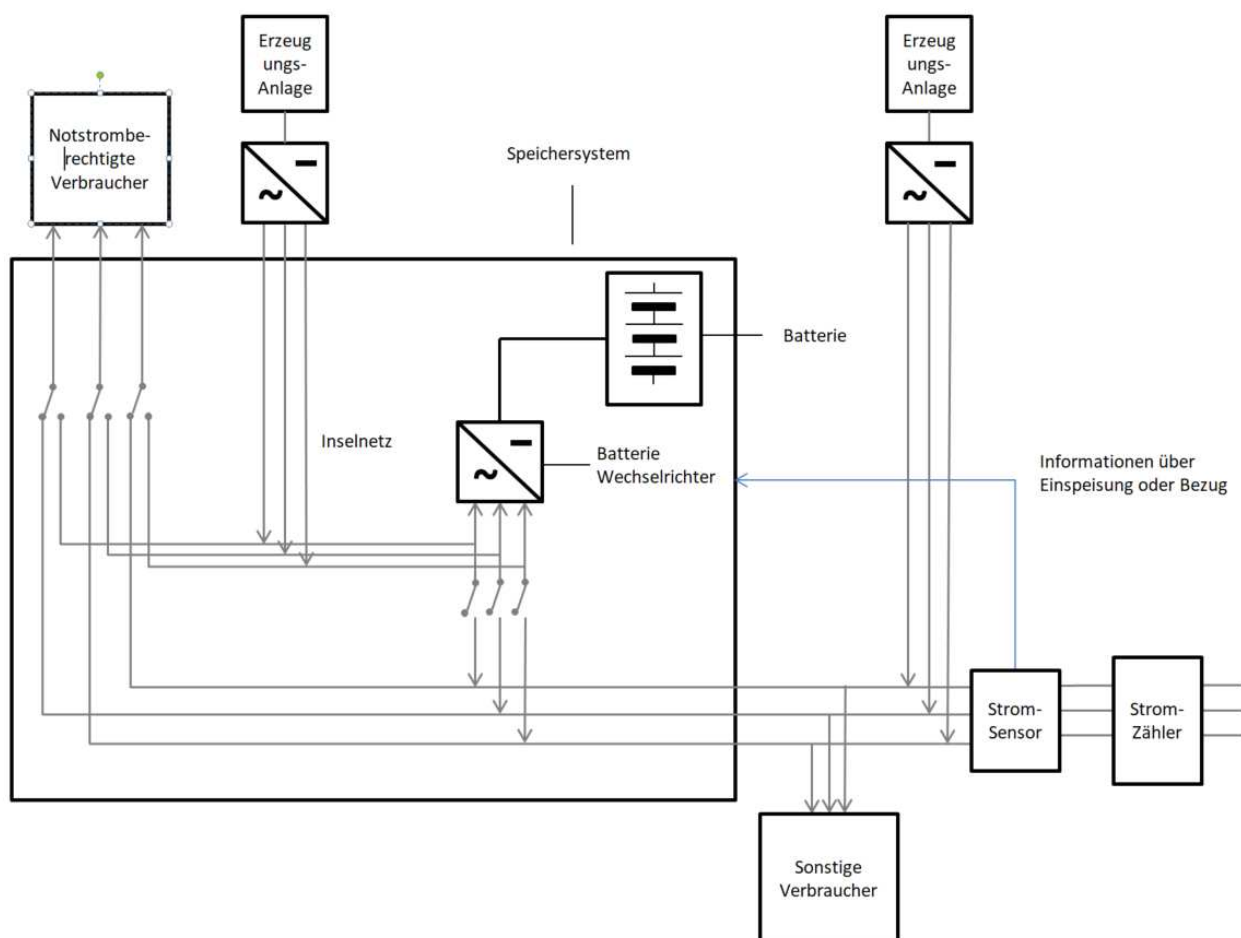 Erzeug
ungs-
Anlage
Erzeug
ungs-
Anlage
Notstrombe-
rechtigte
Verbraucher
Speichersystem
Batterie
Inselnetz
Batterie
Wechselrichter
Informationen über
Einspeisung oder Bezug
Strom-
Sensor
Strom-
Zähler
Sonstige
Verbraucher